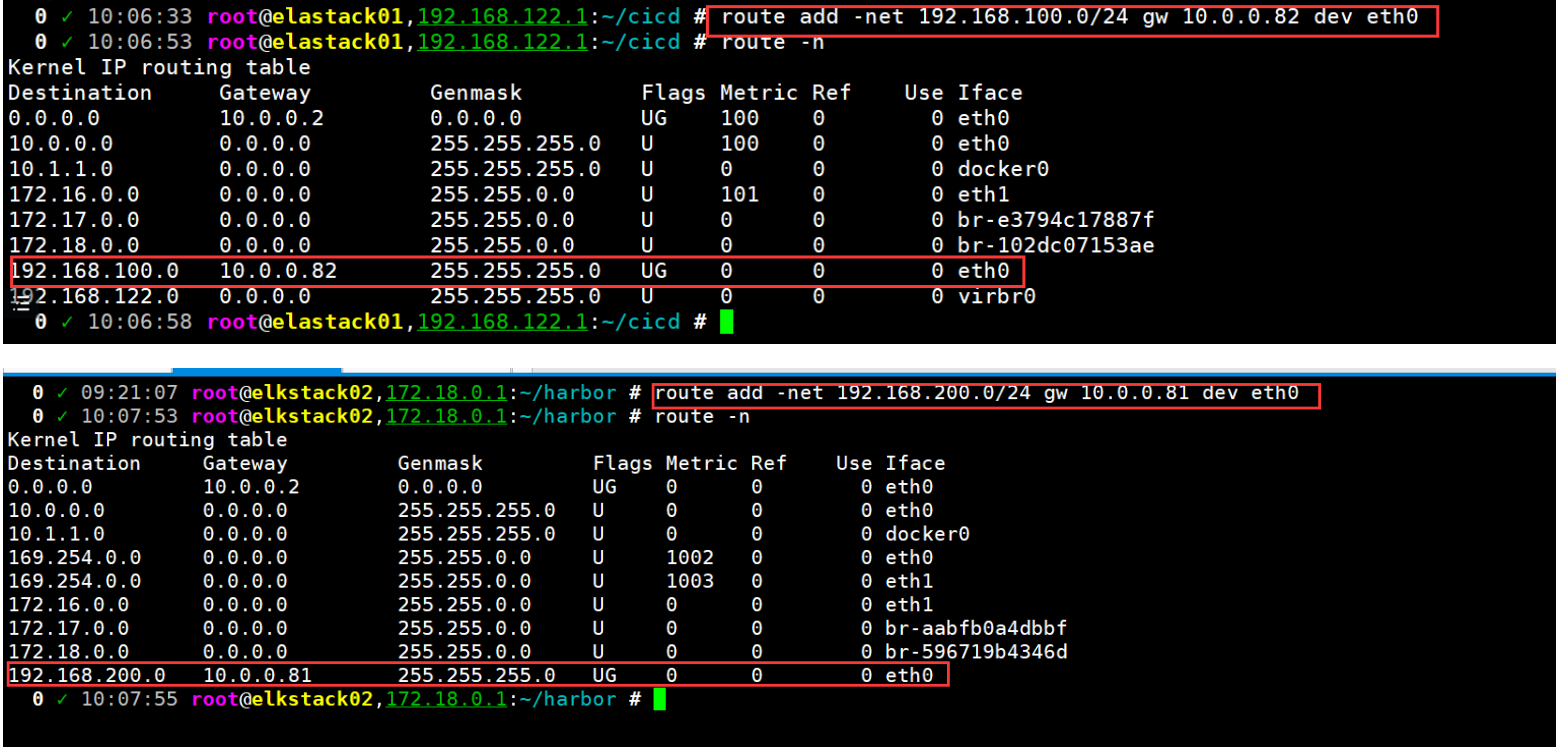 0 ✓ 10:06:33 root@elastack01,192.168.122.1:~/cicd # route add -net 192.168.100.0/24 gw 10.0.0.82 dev eth0
0 ✓ 10:06:53 root@elastack01,192.168.122.1:~/cicd # route -n
Kernel IP routing table
Destination Gateway Genmask Flags Metric Ref Use Iface
0.0.0.0 10.0.0.2 0.0.0.0 UG 100 0 0 eth0
10.0.0.0 0.0.0.0 255.255.255.0 U 100 0 0 eth0
10.1.1.0 0.0.0.0 255.255.255.0 U 0 0 0 docker0
172.16.0.0 0.0.0.0 255.255.0.0 U 101 0 0 eth1
172.17.0.0 0.0.0.0 255.255.0.0 U 0 0 0 br-e3794c17887f
172.18.0.0 0.0.0.0 255.255.0.0 U 0 0 0 br-102dc07153ae
192.168.100.0 10.0.0.82 255.255.255.0 UG 0 0 0 eth0
192.168.122.0 0.0.0.0 255.255.255.0 U 0 0 0 virbr0
0 ✓ 10:06:58 root@elastack01,192.168.122.1:~/cicd #
0 ✓ 09:21:07 root@elkstack02,172.18.0.1:~/harbor # route add -net 192.168.200.0/24 gw 10.0.0.81 dev eth0
0 ✓ 10:07:53 root@elkstack02,172.18.0.1:~/harbor # route -n
Kernel IP routing table
Destination Gateway Genmask Flags Metric Ref Use Iface
0.0.0.0 10.0.0.2 0.0.0.0 UG 0 0 0 eth0
10.0.0.0 0.0.0.0 255.255.255.0 U 0 0 0 eth0
10.1.1.0 0.0.0.0 255.255.255.0 U 0 0 0 docker0
169.254.0.0 0.0.0.0 255.255.0.0 U 1002 0 0 eth0
169.254.0.0 0.0.0.0 255.255.0.0 U 1003 0 0 eth1
172.16.0.0 0.0.0.0 255.255.0.0 U 0 0 0 eth1
172.17.0.0 0.0.0.0 255.255.0.0 U 0 0 0 br-aabfb0a4dbbf
172.18.0.0 0.0.0.0 255.255.0.0 U 0 0 0 br-596719b4346d
192.168.200.0 10.0.0.81 255.255.255.0 UG 0 0 0 eth0
0 ✓ 10:07:55 root@elkstack02,172.18.0.1:~/harbor #